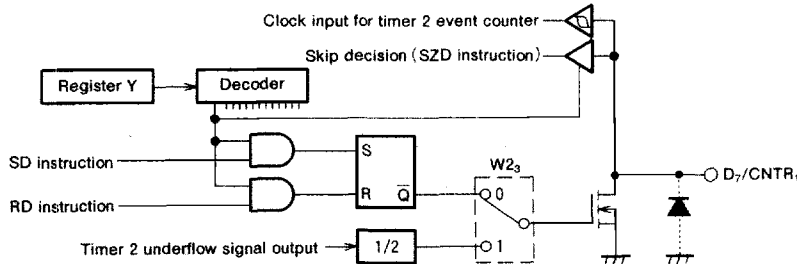 Clock input for timer 2 event counter
Skip decision (SZD instruction)
Register Y
Decoder
SD instruction
S
W2₃
RD instruction
R
Q̅
0
D₇/CNTR₁
Timer 2 underflow signal output
1/2
1